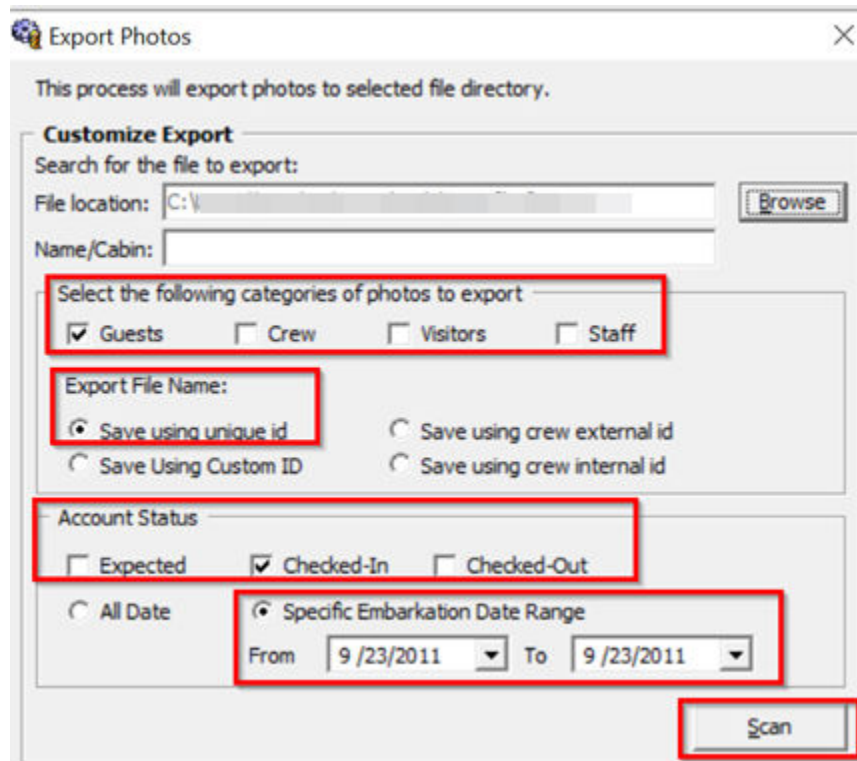 Export Photos
This process will export photos to selected file directory.
Customize Export
Search for the file to export:
File location: C:\ Browse
Name/Cabin:
Select the following categories of photos to export
Guests Crew Visitors Staff
Export File Name:
Save using unique id Save using crew external id
Save Using Custom ID Save using crew internal id
Account Status
Expected Checked-In Checked-Out
All Date Specific Embarkation Date Range
From 9 /23/2011 To 9 /23/2011
Scan